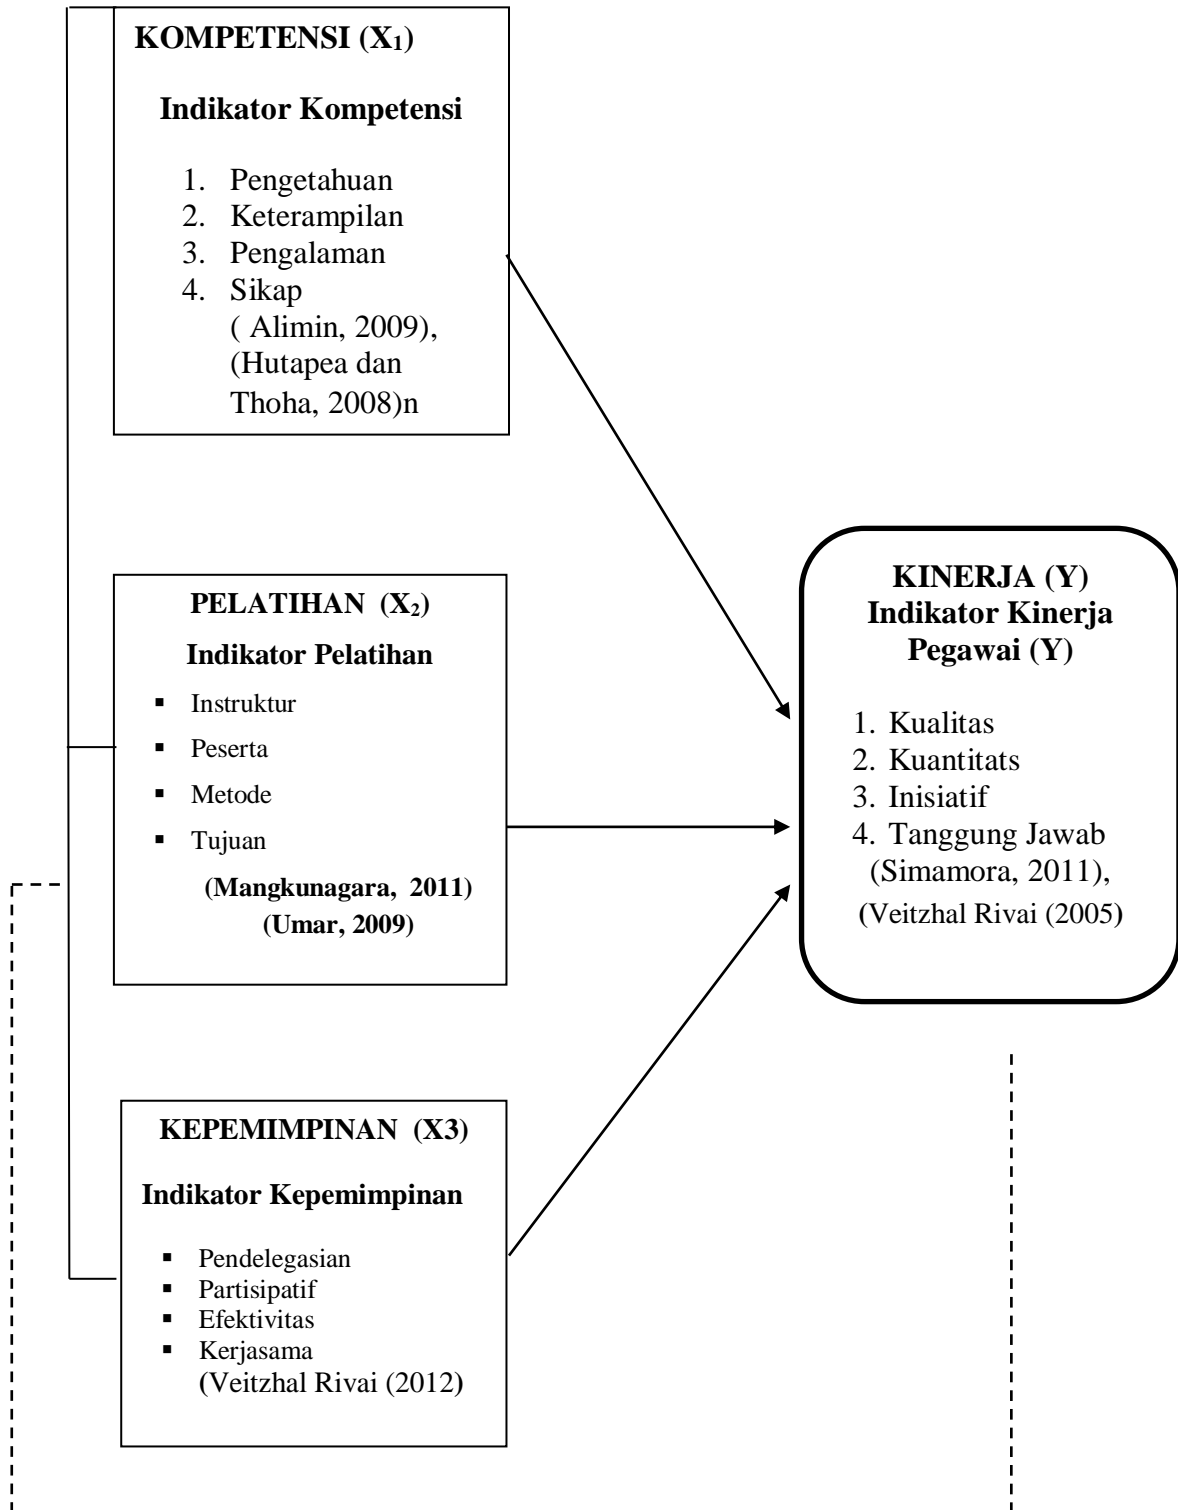 KOMPETENSI (X₁)
Indikator Kompetensi
1. Pengetahuan
2. Keterampilan
3. Pengalaman
4. Sikap
( Alimin, 2009),
(Hutapea dan
Thoha, 2008)n
PELATIHAN (X₂)
Indikator Pelatihan
▪ Instruktur
▪ Peserta
▪ Metode
▪ Tujuan
(Mangkunagara, 2011)
(Umar, 2009)
KEPEMIMPINAN (X3)
Indikator Kepemimpinan
▪ Pendelegasian
▪ Partisipatif
▪ Efektivitas
▪ Kerjasama
(Veitzhal Rivai (2012)
KINERJA (Y)
Indikator Kinerja
Pegawai (Y)
1. Kualitas
2. Kuantitats
3. Inisiatif
4. Tanggung Jawab
(Simamora, 2011),
(Veitzhal Rivai (2005)